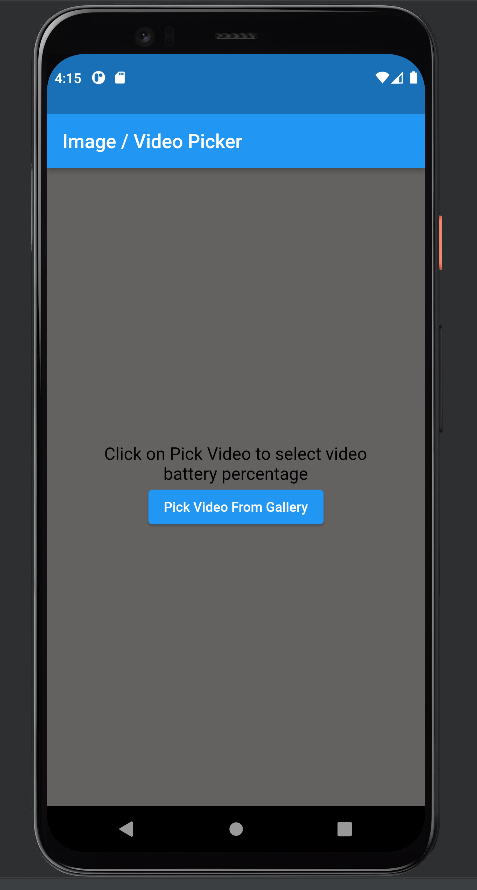 4:15
Image / Video Picker
Click on Pick Video to select video
battery percentage
Pick Video From Gallery